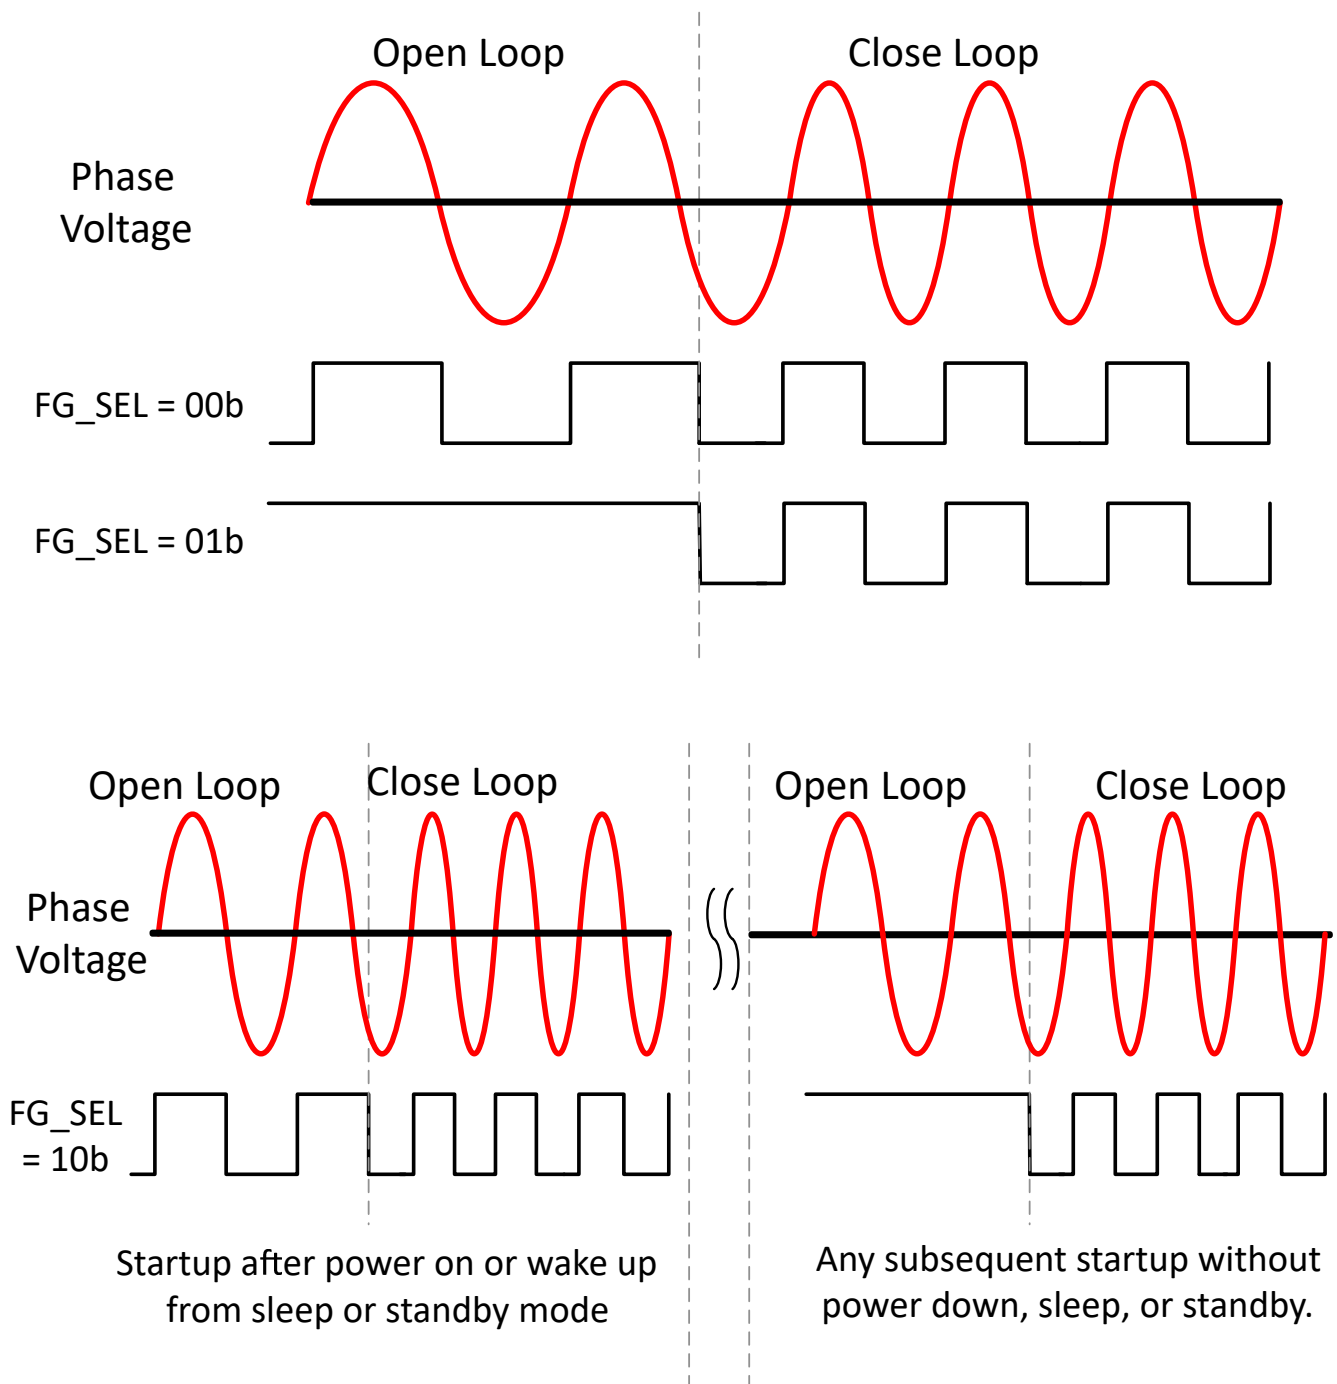 Open Loop
Close Loop
Phase
Voltage
FG_SEL = 00b
FG_SEL = 01b
Open Loop
Close Loop
Open Loop
Close Loop
Phase
Voltage
FG_SEL
= 10b
Startup after power on or wake up
from sleep or standby mode
Any subsequent startup without
power down, sleep, or standby.